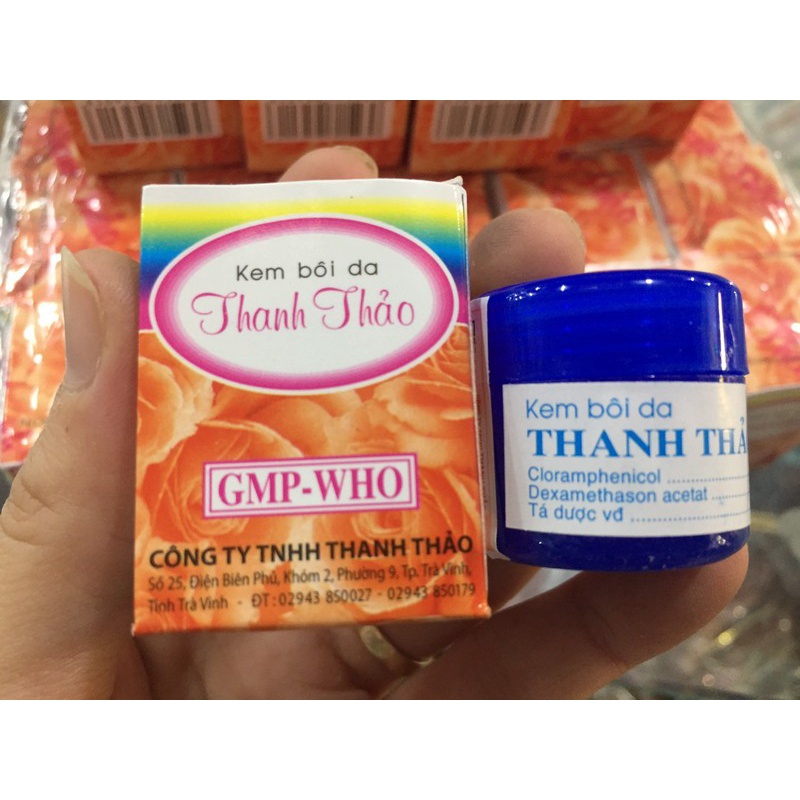 Kem bôi da
Thanh Thảo
GMP-WHO
CÔNG TY TNHH THANH THẢO
Số 25, Điện Biên Phủ, Khóm 2, Phường 9, Tp. Trà Vinh,
Tỉnh Trà Vinh - ĐT: 02943 850027 - 02943 850179
Kem bôi da
THANH THẢ
Cloramphenicol ..............
Dexamethason acetat .......
Tá dược vđ ....................